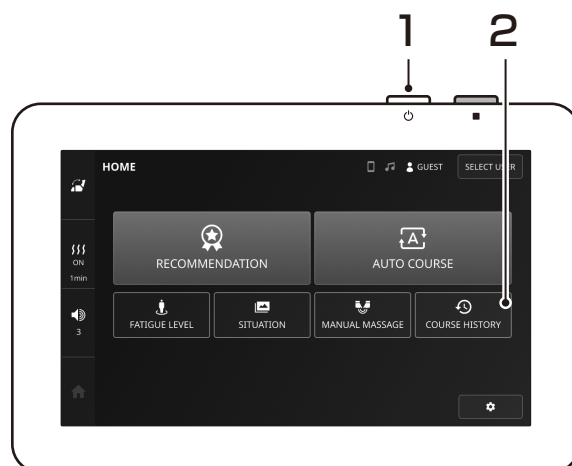 1 2
HOME
GUEST
SELECT USER
RECOMMENDATION
AUTO COURSE
ON
1min
3
FATIGUE LEVEL
SITUATION
MANUAL MASSAGE
COURSE HISTORY